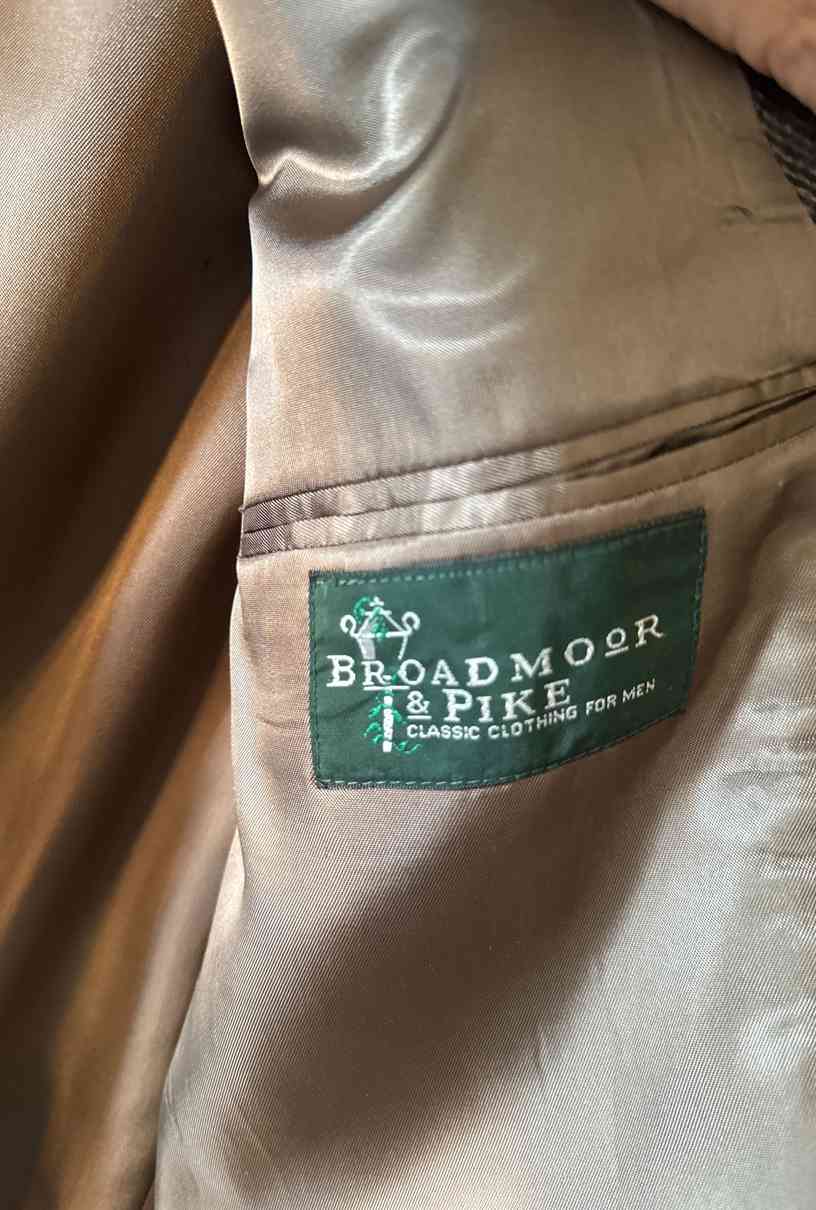 BROADMOOR
& PIKE
CLASSIC CLOTHING FOR MEN